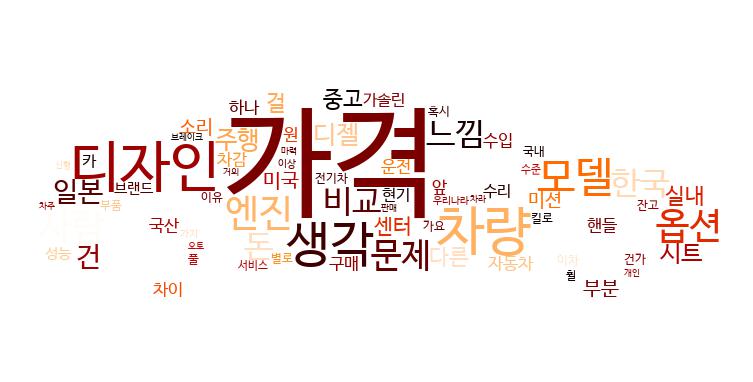 가격
디자인
차량
생각
모델
옵션
문제
엔진
비교
느낌
한국
디젤
돈
주행
일본
건
중고
가솔린
하나
걸
소리
원
브레이크
마력
이상
차감
거의
미국
전기차
운전
현기
혹시
수입
국내
수준
앞
우리나라
차라
판매
수리
미션
킬로
실내
잔고
핸들
시트
건가
개인
이차
휠
부분
자동차
다른
가요
센터
구매
별로
서비스
카
신형
브랜드
이유
차주
부품
국산
가지
오토
풀
성능
차이